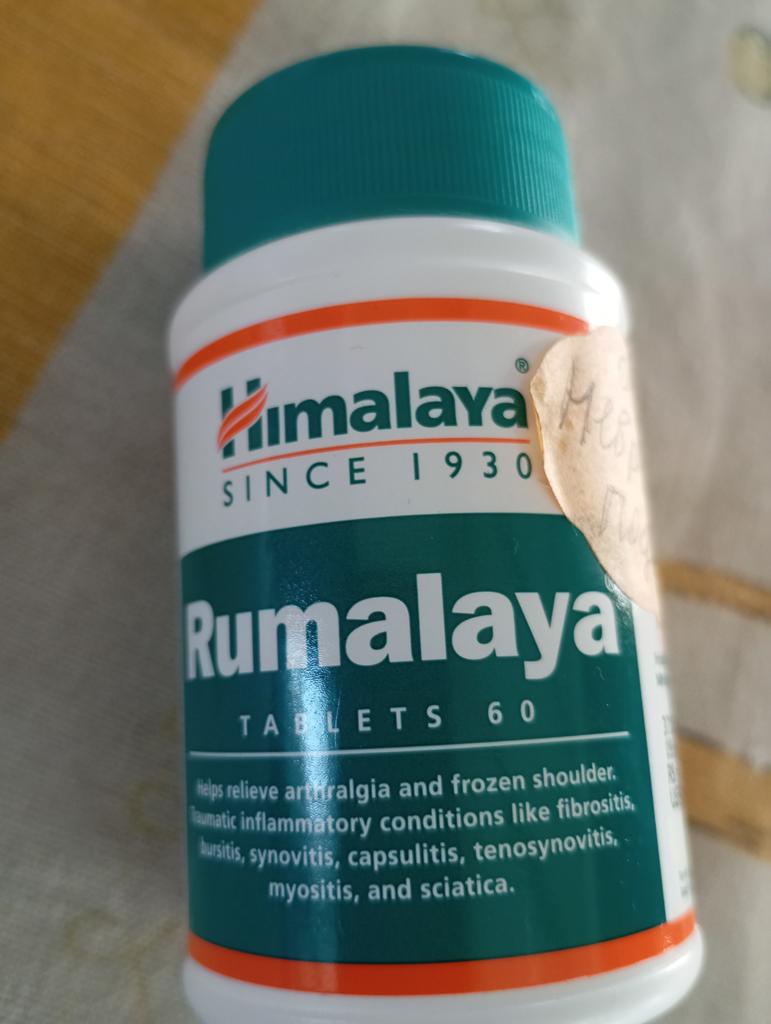 Himalaya®
SINCE 1930
Rumalaya
TABLETS 60
Helps relieve arthralgia and frozen shoulder.
Traumatic inflammatory conditions like fibrositis,
bursitis, synovitis, capsulitis, tenosynovitis,
myositis, and sciatica.